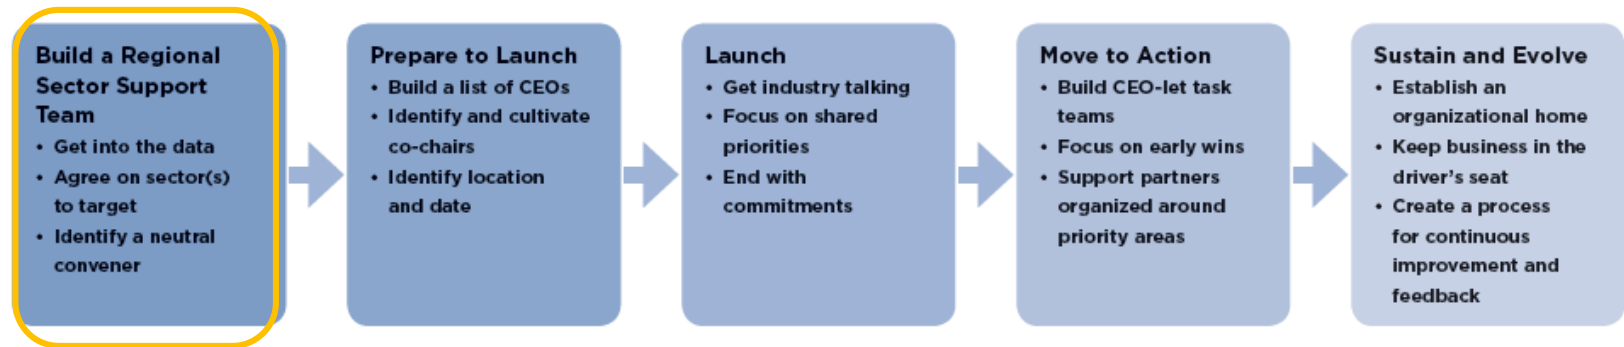 Build a Regional
Sector Support
Team
• Get into the data
• Agree on sector(s)
to target
• Identify a neutral
convener
Prepare to Launch
• Build a list of CEOs
• Identify and cultivate
co-chairs
• Identify location
and date
Launch
• Get industry talking
• Focus on shared
priorities
• End with
commitments
Move to Action
• Build CEO-let task
teams
• Focus on early wins
• Support partners
organized around
priority areas
Sustain and Evolve
• Establish an
organizational home
• Keep business in the
driver’s seat
• Create a process
for continuous
improvement and
feedback